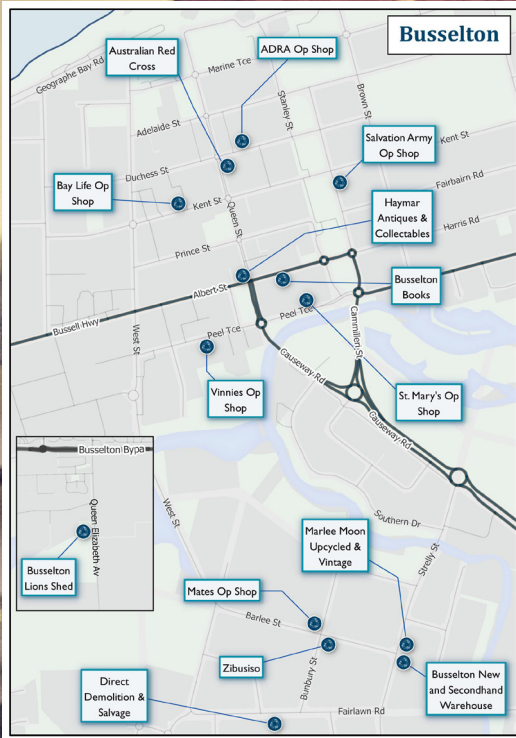 Busselton
Australian Red
Cross
ADRA Op Shop
Geographe Bay Rd
Marine Tce
Adelaide St
Stanley St
Brown St
Kent St
Salvation Army
Op Shop
Duchess St
Fairbairn Rd
Bay Life Op
Shop
Kent St
Queen St
Haymar
Antiques &
Collectables
Harris Rd
Prince St
Busselton
Books
Albert St
Bussell Hwy
Peel Tce
Peel Tce
Cammilleri St
West St
Causeway Rd
Vinnies Op
Shop
St. Mary's Op
Shop
Causeway Rd
Busselton Bypa
Queen Elizabeth Av
Busselton
Lions Shed
West St
Southern Dr
Marlee Moon
Upcycled &
Vintage
Strelly St
Mates Op Shop
Barlee St
Zibusiso
Bunbury St
Busselton New
and Secondhand
Warehouse
Direct
Demolition &
Salvage
Fairlawn Rd